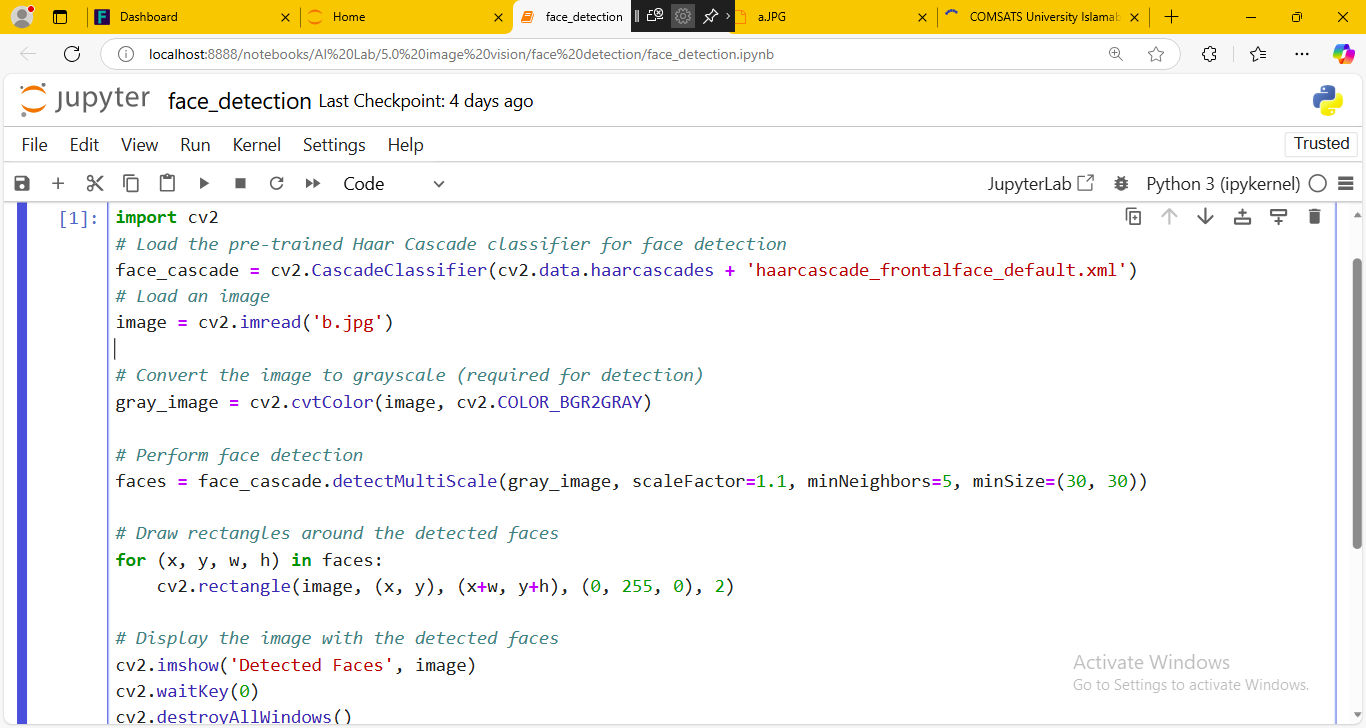 Dashboard
Home
face_detection
a.JPG
COMSATS University Islamab
localhost:8888/notebooks/AI%20Lab/5.0%20image%20vision/face%20detection/face_detection.ipynb
jupyter face_detection Last Checkpoint: 4 days ago
File Edit View Run Kernel Settings Help
Trusted
Code
JupyterLab
Python 3 (ipykernel)
[1]:
import cv2
# Load the pre-trained Haar Cascade classifier for face detection
face_cascade = cv2.CascadeClassifier(cv2.data.haarcascades + 'haarcascade_frontalface_default.xml')
# Load an image
image = cv2.imread('b.jpg')
# Convert the image to grayscale (required for detection)
gray_image = cv2.cvtColor(image, cv2.COLOR_BGR2GRAY)
# Perform face detection
faces = face_cascade.detectMultiScale(gray_image, scaleFactor=1.1, minNeighbors=5, minSize=(30, 30))
# Draw rectangles around the detected faces
for (x, y, w, h) in faces:
    cv2.rectangle(image, (x, y), (x+w, y+h), (0, 255, 0), 2)
# Display the image with the detected faces
cv2.imshow('Detected Faces', image)
cv2.waitKey(0)
cv2.destroyAllWindows()
Activate Windows
Go to Settings to activate Windows.